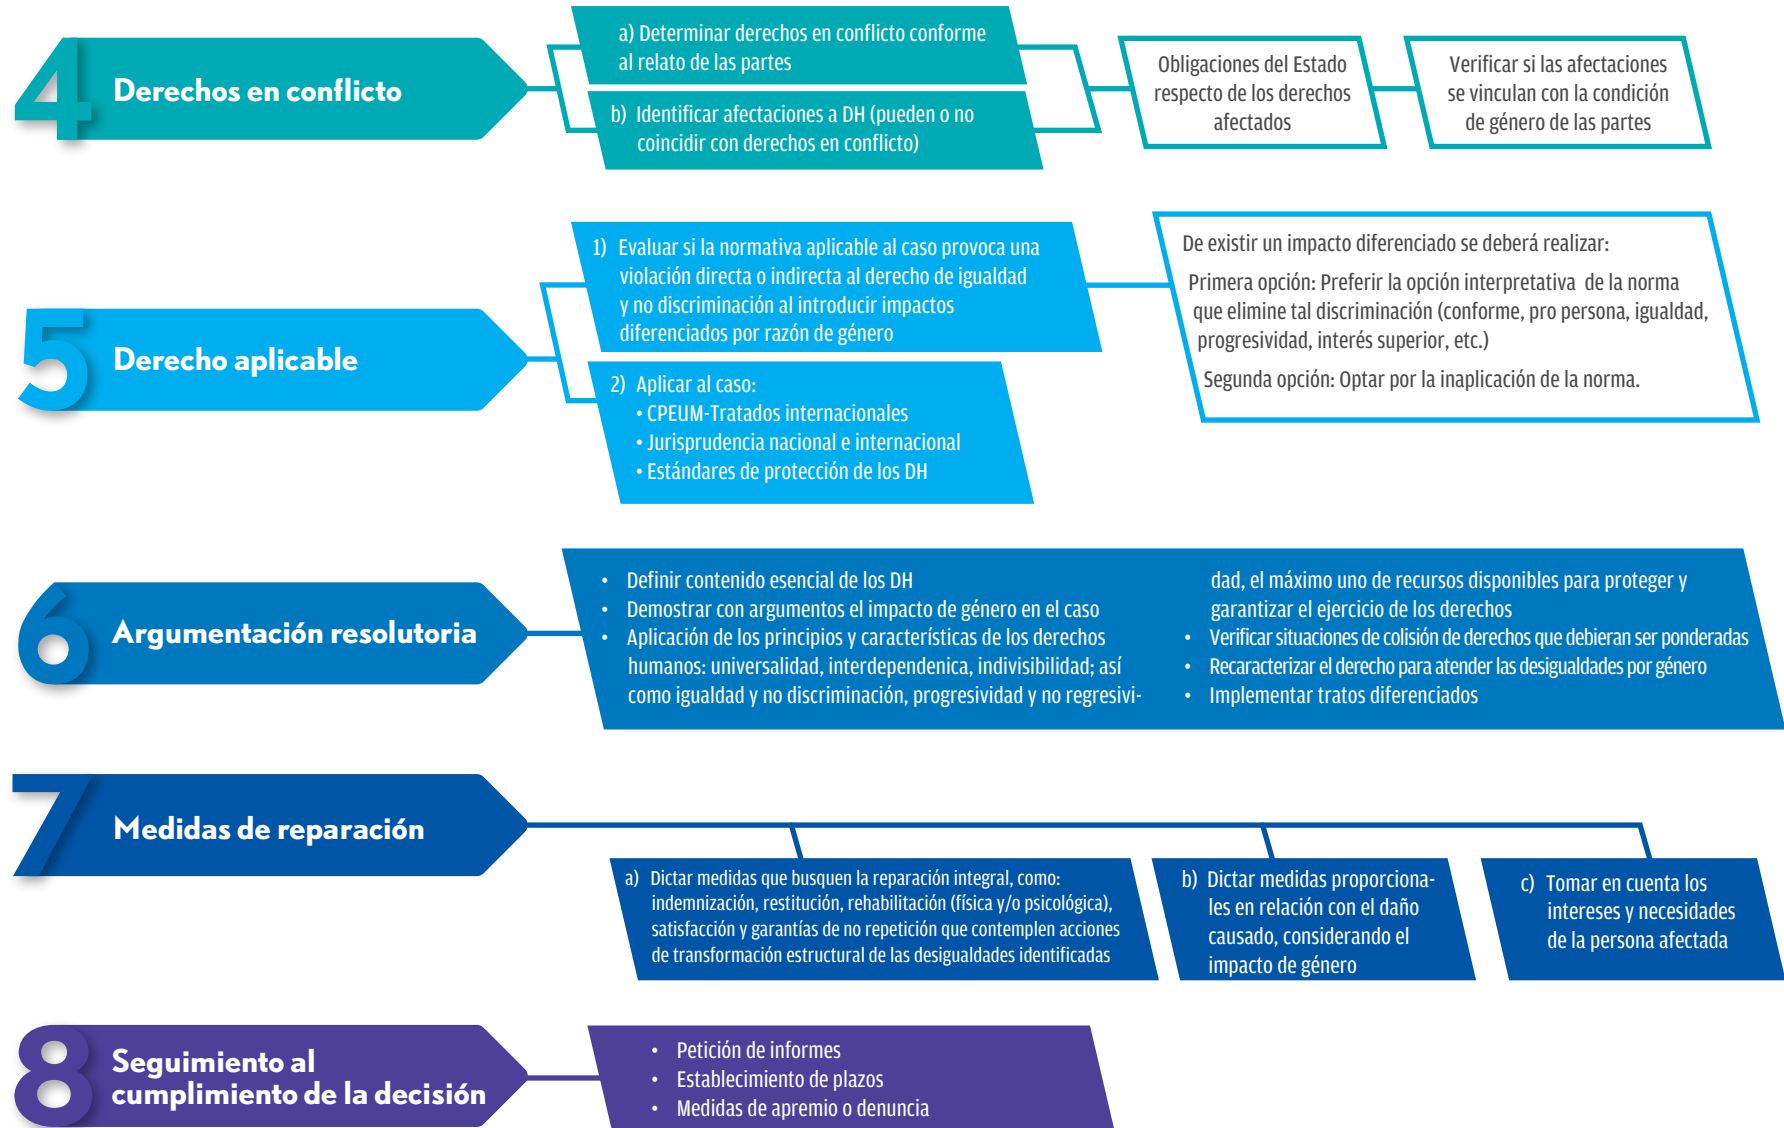 4
Derechos en conflicto
a) Determinar derechos en conflicto conforme
al relato de las partes
b) Identificar afectaciones a DH (pueden o no
coincidir con derechos en conflicto)
Obligaciones del Estado
respecto de los derechos
afectados
Verificar si las afectaciones
se vinculan con la condición
de género de las partes
5
Derecho aplicable
1) Evaluar si la normativa aplicable al caso provoca una
violación directa o indirecta al derecho de igualdad
y no discriminación al introducir impactos
diferenciados por razón de género
2) Aplicar al caso:
• CPEUM-Tratados internacionales
• Jurisprudencia nacional e internacional
• Estándares de protección de los DH
De existir un impacto diferenciado se deberá realizar:
Primera opción: Preferir la opción interpretativa de la norma
que elimine tal discriminación (conforme, pro persona, igualdad,
progresividad, interés superior, etc.)
Segunda opción: Optar por la inaplicación de la norma.
6
Argumentación resolutoria
• Definir contenido esencial de los DH
• Demostrar con argumentos el impacto de género en el caso
• Aplicación de los principios y características de los derechos
humanos: universalidad, interdependenica, indivisibilidad; así
como igualdad y no discriminación, progresividad y no regresivi-
dad, el máximo uno de recursos disponibles para proteger y
garantizar el ejercicio de los derechos
• Verificar situaciones de colisión de derechos que debieran ser ponderadas
• Recaracterizar el derecho para atender las desigualdades por género
• Implementar tratos diferenciados
7
Medidas de reparación
a) Dictar medidas que busquen la reparación integral, como:
indemnización, restitución, rehabilitación (física y/o psicológica),
satisfacción y garantías de no repetición que contemplen acciones
de transformación estructural de las desigualdades identificadas
b) Dictar medidas proporciona-
les en relación con el daño
causado, considerando el
impacto de género
c) Tomar en cuenta los
intereses y necesidades
de la persona afectada
8
Seguimiento al
cumplimiento de la decisión
• Petición de informes
• Establecimiento de plazos
• Medidas de apremio o denuncia